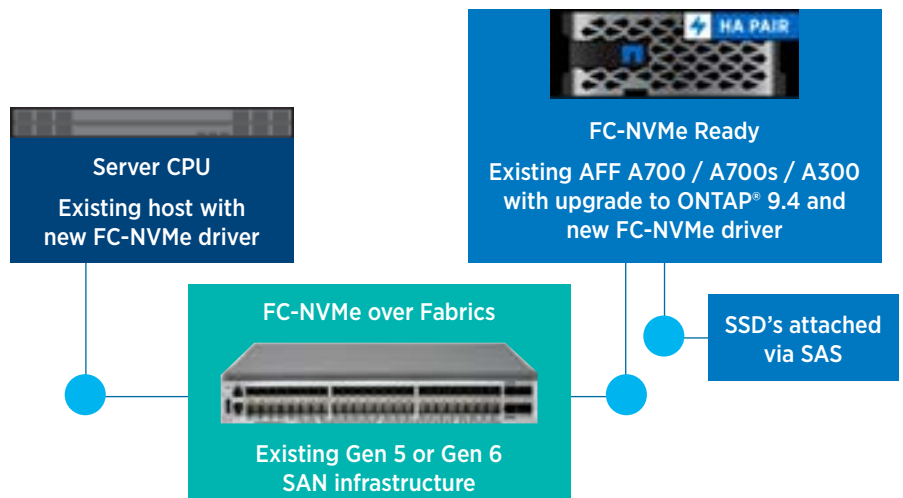 HA PAIR
FC-NVMe Ready
Existing AFF A700 / A700s / A300
with upgrade to ONTAP® 9.4 and
new FC-NVMe driver
Server CPU
Existing host with
new FC-NVMe driver
FC-NVMe over Fabrics
Existing Gen 5 or Gen 6
SAN infrastructure
SSD's attached
via SAS